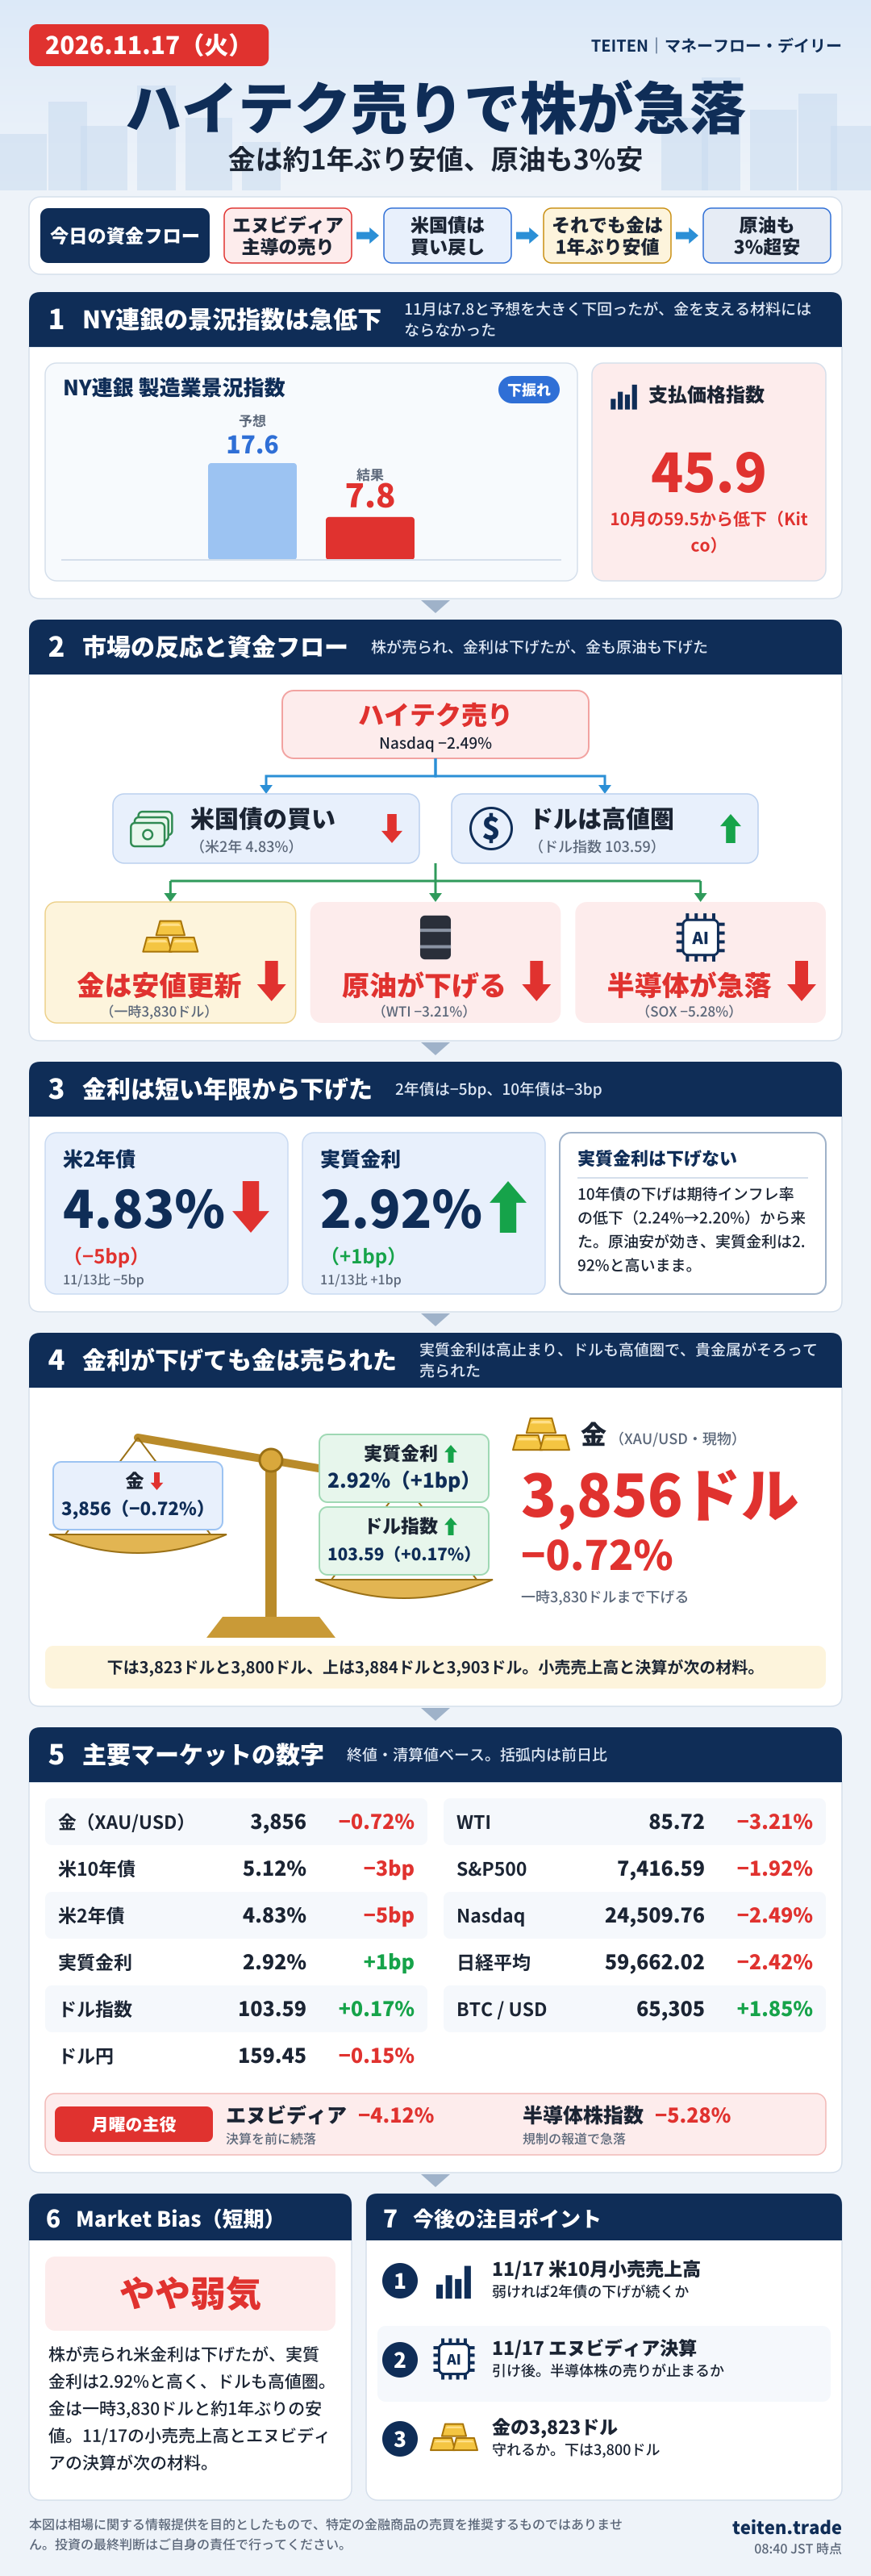 2026.11.17（火）
TEITEN｜マネーフロー・デイリー
ハイテク売りで株が急落
金は約1年ぶり安値、原油も3%安
今日の資金フロー
エヌビディア
主導の売り
米国債は
買い戻し
それでも金は
1年ぶり安値
原油も
3%超安
1 NY連銀の景況指数は急低下
11月は7.8と予想を大きく下回ったが、金を支える材料には
ならなかった
NY連銀 製造業景況指数
下振れ
予想
17.6
結果
7.8
支払価格指数
45.9
10月の59.5から低下（Kit
co）
2 市場の反応と資金フロー 株が売られ、金利は下げたが、金も原油も下げた
ハイテク売り
Nasdaq −2.49%
米国債の買い
（米2年 4.83%）
$
ドルは高値圏
（ドル指数 103.59）
金は安値更新
（一時3,830ドル）
原油が下げる
（WTI −3.21%）
AI
半導体が急落
（SOX −5.28%）
3 金利は短い年限から下げた 2年債は−5bp、10年債は−3bp
米2年債
4.83%
（−5bp）
11/13比 −5bp
実質金利
2.92%
（+1bp）
11/13比 +1bp
実質金利は下げない
10年債の下げは期待インフレ率
の低下（2.24%→2.20%）から来
た。原油安が効き、実質金利は2.
92%と高いまま。
4 金利が下げても金は売られた
実質金利は高止まり、ドルも高値圏で、貴金属がそろって
売られた
金
3,856（−0.72%）
実質金利
2.92%（+1bp）
ドル指数
103.59（+0.17%）
金（XAU/USD・現物）
3,856ドル
−0.72%
一時3,830ドルまで下げる
下は3,823ドルと3,800ドル、上は3,884ドルと3,903ドル。小売売上高と決算が次の材料。
5 主要マーケットの数字 終値・清算値ベース。括弧内は前日比
金（XAU/USD） 3,856 −0.72%
米10年債 5.12% −3bp
米2年債 4.83% −5bp
実質金利 2.92% +1bp
ドル指数 103.59 +0.17%
ドル円 159.45 −0.15%
WTI 85.72 −3.21%
S&P500 7,416.59 −1.92%
Nasdaq 24,509.76 −2.49%
日経平均 59,662.02 −2.42%
BTC / USD 65,305 +1.85%
月曜の主役
エヌビディア −4.12%
決算を前に続落
半導体株指数 −5.28%
規制の報道で急落
6 Market Bias（短期）
やや弱気
株が売られ米金利は下げたが、実質
金利は2.92%と高く、ドルも高値圏。
金は一時3,830ドルと約1年ぶりの安
値。11/17の小売売上高とエヌビディ
アの決算が次の材料。
7 今後の注目ポイント
1
11/17 米10月小売売上高
弱ければ2年債の下げが続くか
2
AI
11/17 エヌビディア決算
引け後。半導体株の売りが止まるか
3
金の3,823ドル
守れるか。下は3,800ドル
本図は相場に関する情報提供を目的としたもので、特定の金融商品の売買を推奨するものではありませ
ん。投資の最終判断はご自身の責任で行ってください。
teiten.trade
08:40 JST 時点